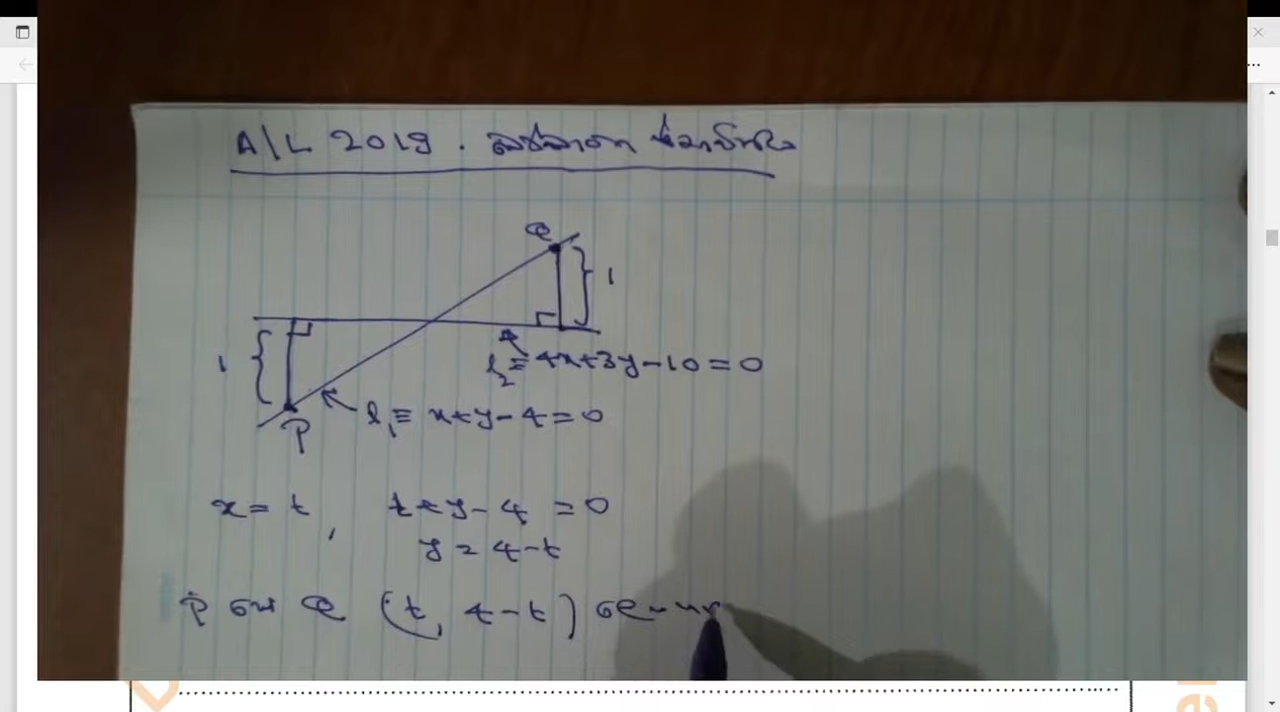 A/L 2019.
Q
1
1
l₂ ≡ 4x+3y-10=0
l₁ ≡ x+y-4=0
P
x = t, t+y-4 = 0
y = 4-t
P හෝ Q (t, 4-t)